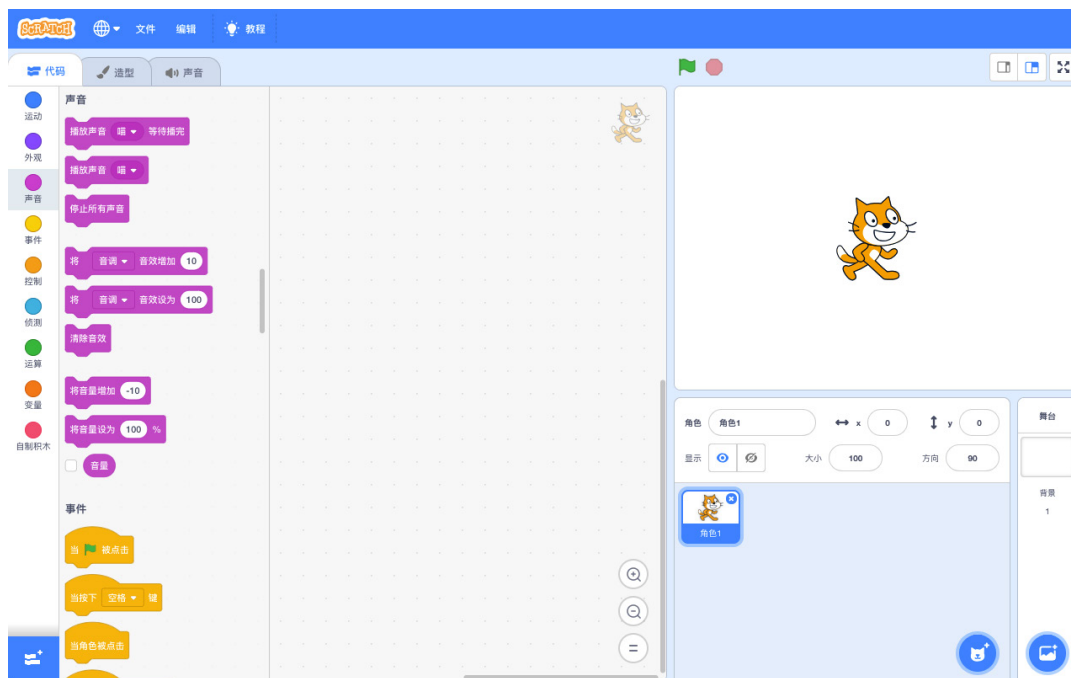 SCRATCH 文件 编辑 教程
代码 造型 声音
运动
外观
声音
事件
控制
侦测
运算
变量
自制积木
声音
播放声音 喵 等待播完
播放声音 喵
停止所有声音
将 音调 音效增加 10
将 音调 音效设为 100
清除音效
将音量增加 -10
将音量设为 100 %
音量
事件
当 被点击
当按下 空格 键
当角色被点击
角色 角色1 x 0 y 0
显示 大小 100 方向 90
角色1
舞台
背景
1